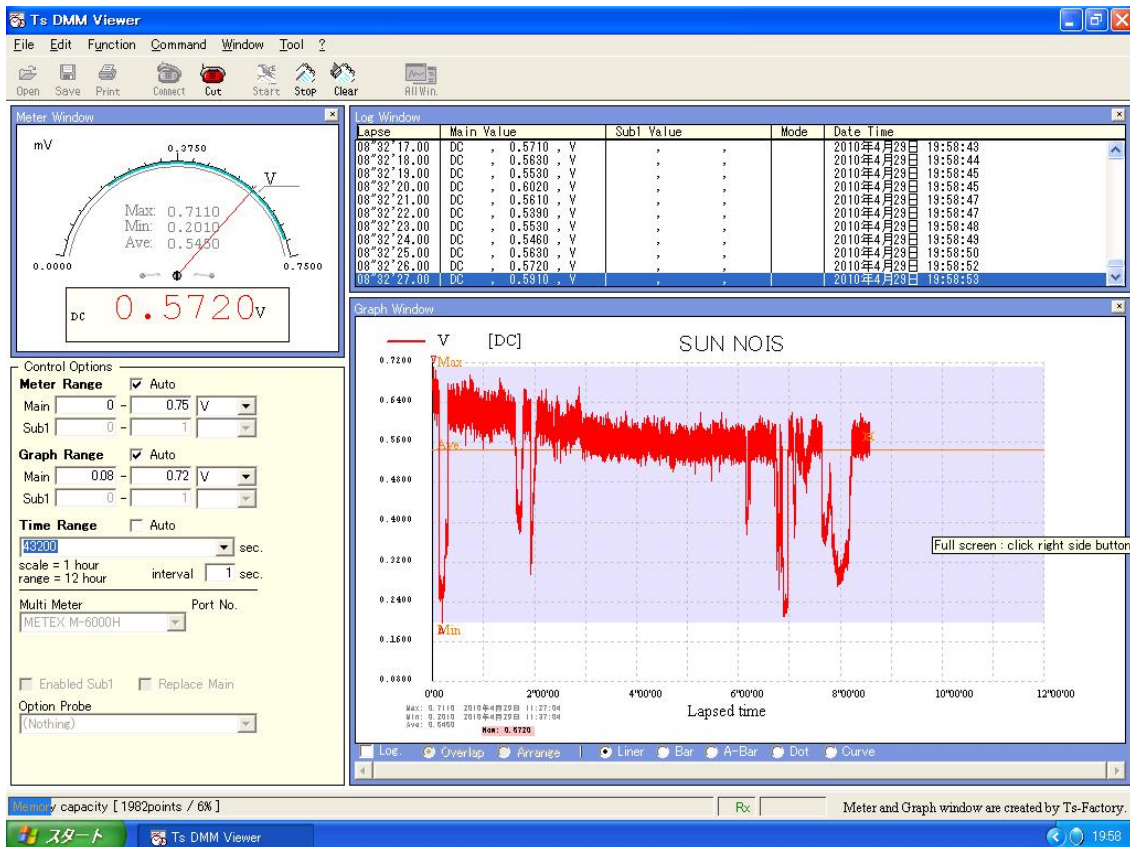 Ts DMM Viewer
File Edit Function Command Window Tool ?
Open Save Print Connect Cut Start Stop Clear All Win.
Meter Window
mV
0.3750
V
Max: 0.7110
Min: 0.2010
Ave: 0.5450
0.0000
0.7500
DC 0.5720 V
Control Options
Meter Range Auto
Main 0 - 0.75 V
Sub1 0 - 1
Graph Range Auto
Main 0.08 - 0.72 V
Sub1 0 - 1
Time Range Auto
43200 sec.
scale = 1 hour
range = 12 hour interval 1 sec.
Multi Meter Port No.
METEX M-6000H
Enabled Sub1 Replace Main
Option Probe
(Nothing)
Log Window
Lapse Main Value Sub1 Value Mode Date Time
08"32'17.00 DC , 0.5710 , V , , 2010年4月29日 19:58:43
08"32'18.00 DC , 0.5630 , V , , 2010年4月29日 19:58:44
08"32'19.00 DC , 0.5530 , V , , 2010年4月29日 19:58:45
08"32'20.00 DC , 0.6020 , V , , 2010年4月29日 19:58:45
08"32'21.00 DC , 0.5610 , V , , 2010年4月29日 19:58:47
08"32'22.00 DC , 0.5390 , V , , 2010年4月29日 19:58:47
08"32'23.00 DC , 0.5530 , V , , 2010年4月29日 19:58:48
08"32'24.00 DC , 0.5460 , V , , 2010年4月29日 19:58:49
08"32'25.00 DC , 0.5630 , V , , 2010年4月29日 19:58:50
08"32'26.00 DC , 0.5720 , V , , 2010年4月29日 19:58:52
08"32'27.00 DC , 0.5910 , V , , 2010年4月29日 19:58:53
Graph Window
V [DC] SUN NOIS
0.7200
Max
0.6400
0.5600
Ave.
0.4800
0.4000
0.3200
0.2400
Min
0.1600
0.0800
Full screen : click right side button
0'00 2°00'00 4°00'00 6°00'00 8°00'00 10°00'00 12°00'00
Lapsed time
Max: 0.7110 2010年4月29日 11:27:04
Min: 0.2010 2010年4月29日 11:37:04
Ave: 0.5450
Now: 0.5720
Log. Overlap Arrange | Liner Bar A-Bar Dot Curve
Memory capacity [ 1982points / 6% ] Rx Meter and Graph window are created by Ts-Factory.
スタート Ts DMM Viewer 19:58